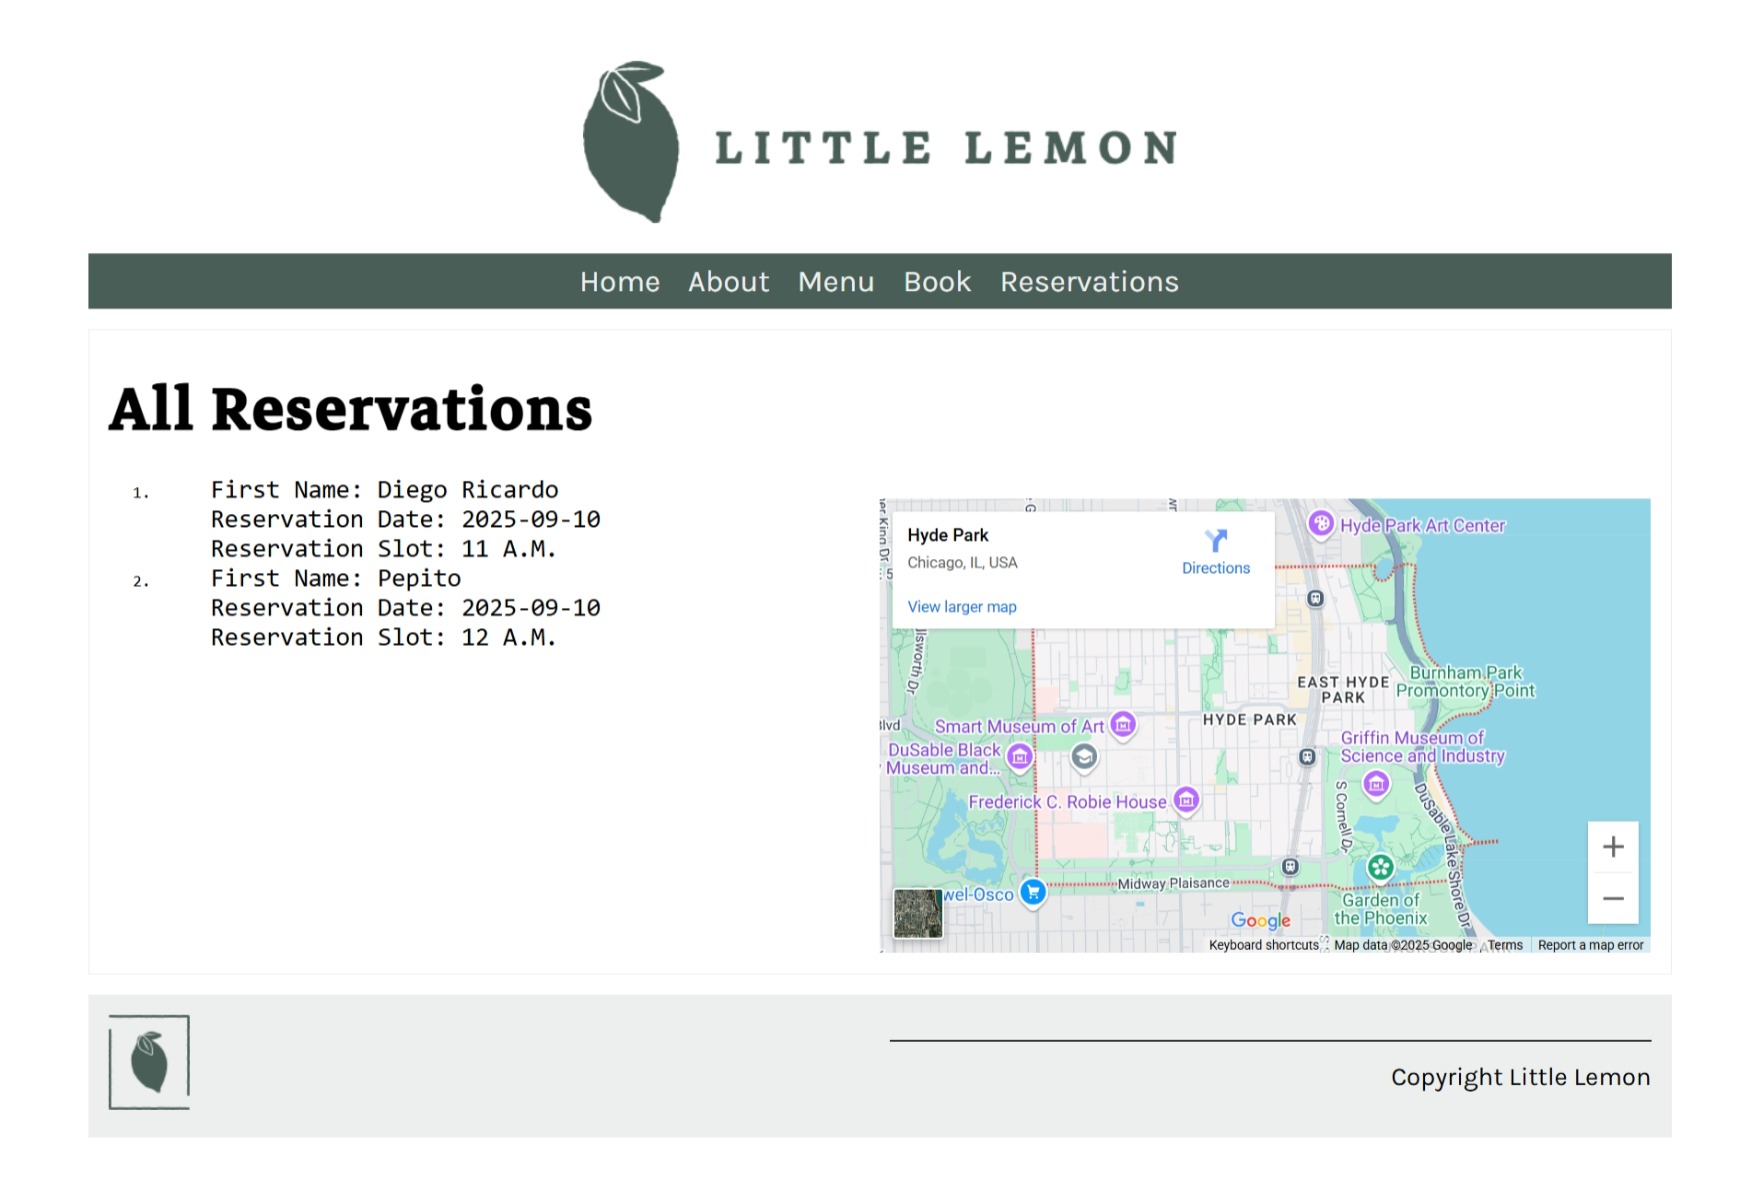 LITTLE LEMON
Home About Menu Book Reservations
All Reservations
1. First Name: Diego Ricardo
Reservation Date: 2025-09-10
Reservation Slot: 11 A.M.
2. First Name: Pepito
Reservation Date: 2025-09-10
Reservation Slot: 12 A.M.
Hyde Park
Chicago, IL, USA
View larger map
Directions
Hyde Park Art Center
Burnham Park
Promontory Point
EAST HYDE
PARK
HYDE PARK
Smart Museum of Art
DuSable Black
Museum and...
Griffin Museum of
Science and Industry
Frederick C. Robie House
S Cornell Dr
DuSable Lake Shore Dr
Midway Plaisance
wel-Osco
Garden of
the Phoenix
Google
Keyboard shortcuts
Map data ©2025 Google
Terms
Report a map error
Copyright Little Lemon